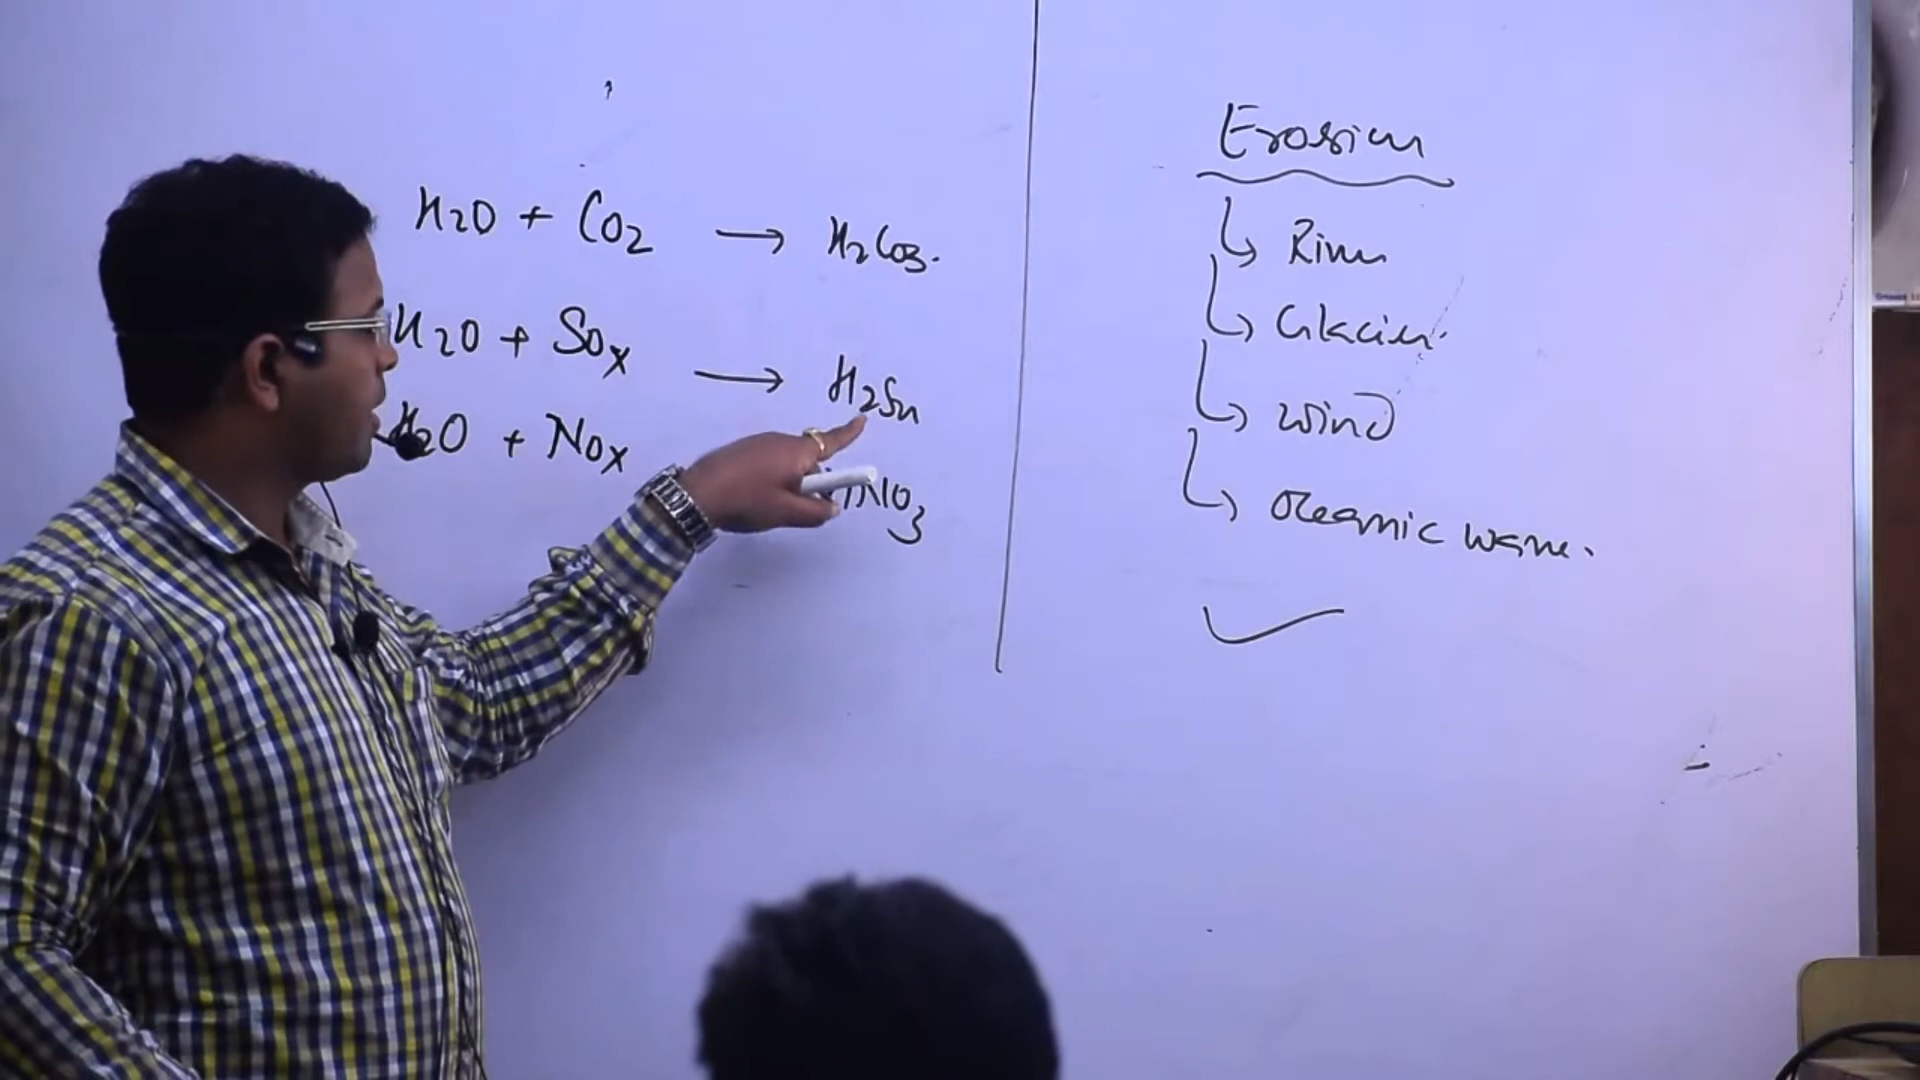 H2O + CO2 → H2CO3.
H2O + SOx → H2SO4
H2O + NOx HNO3
Erosion
River
Glacier
Wind
Oceanic wave.